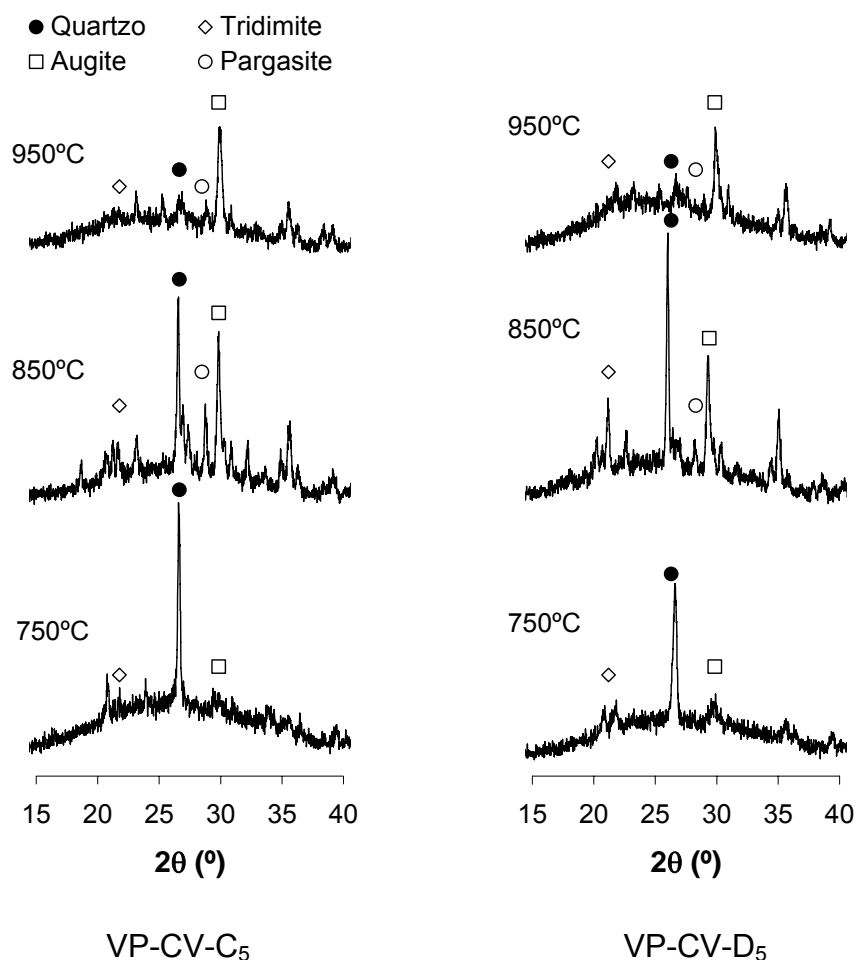 ● Quartzo ◇ Tridimite
□ Augite ○ Pargasite
950ºC
850ºC
750ºC
15 20 25 30 35 40
2θ (º)
VP-CV-C₅
950ºC
850ºC
750ºC
15 20 25 30 35 40
2θ (º)
VP-CV-D₅